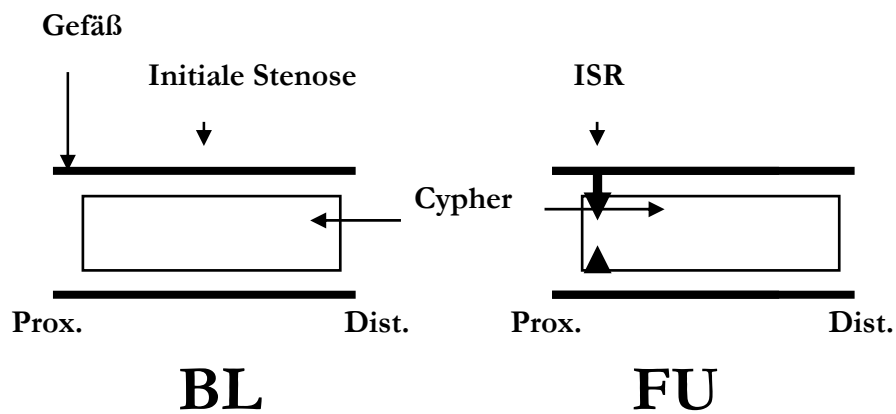 Gefäß
Initiale Stenose
ISR
Cypher
Prox.
Dist.
Prox.
Dist.
BL
FU